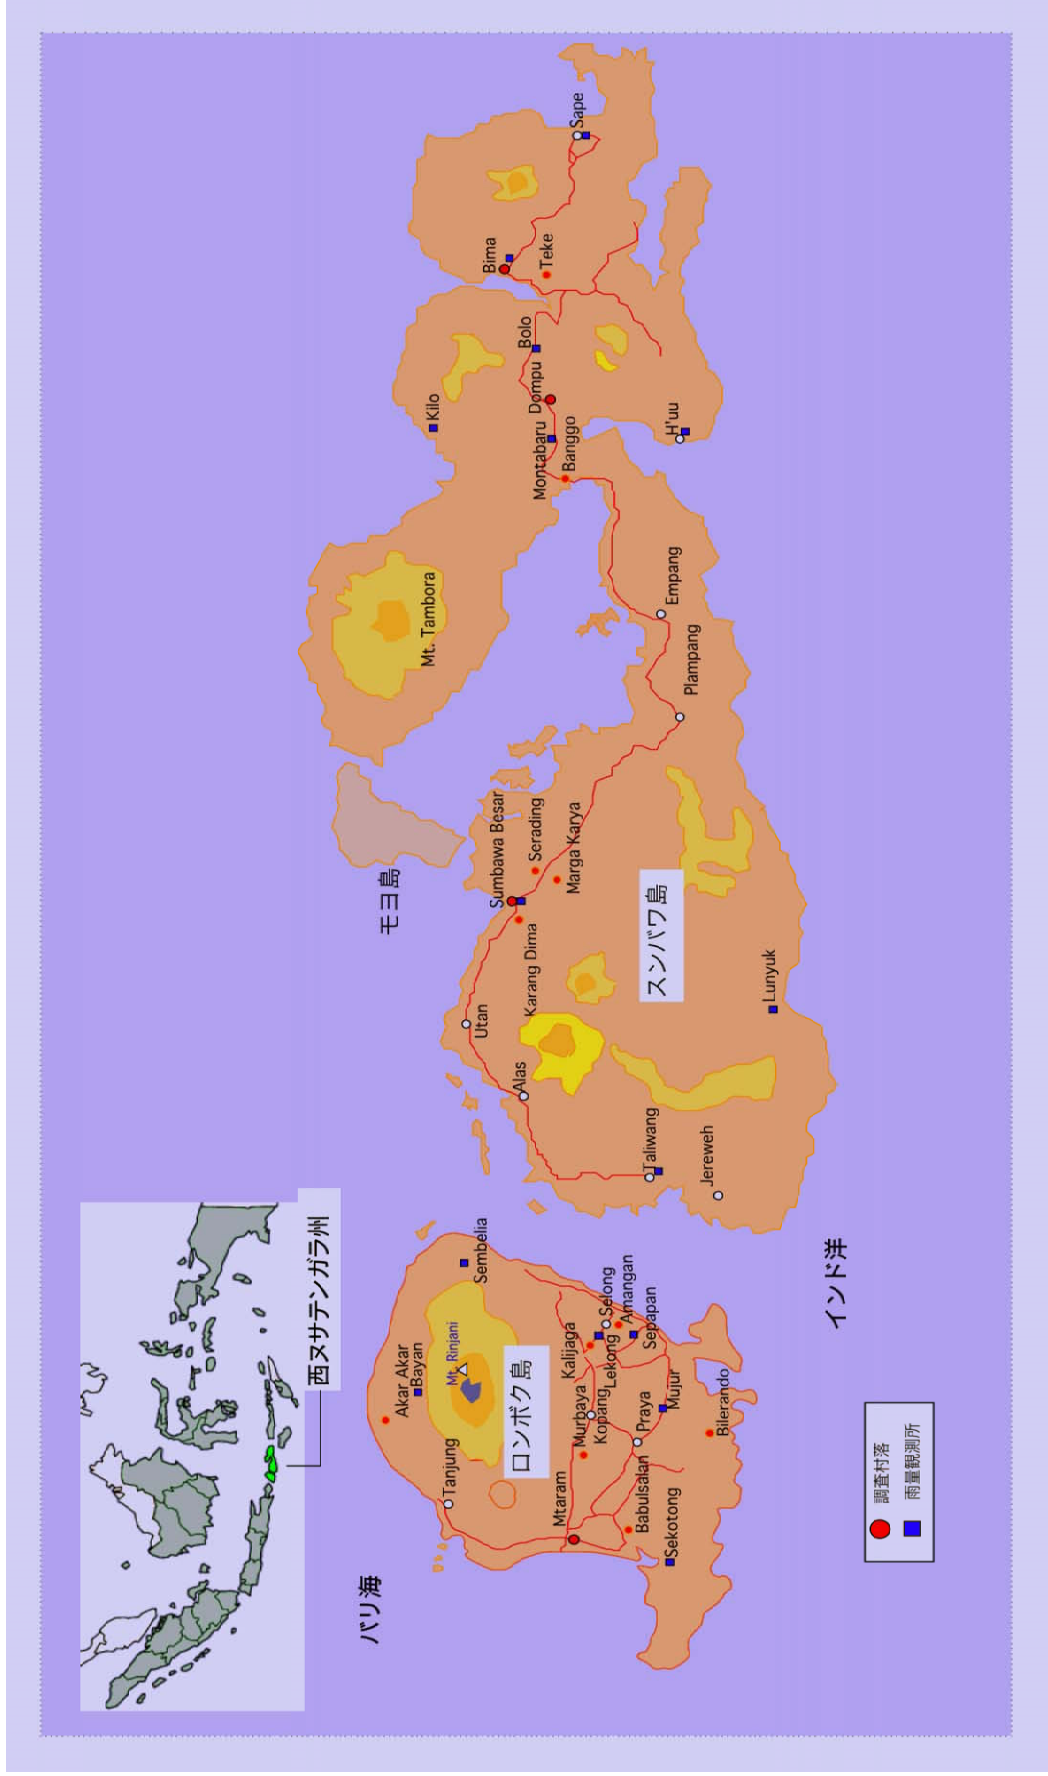 西ヌサテンガラ州
バリ海
モヨ島
インド洋
ロンボク島
スンバワ島
Akar Akar
Bayan
Tanjung
Mt. Rinjani
Sembelia
Mtaram
Murbaya
Kopang
Kalijaga
Lekong
Selong
Amangan
Sepapan
Praya
Mujur
Babulsalan
Sekotong
Bilerando
Utan
Alas
Taliwang
Jereweh
Karang Dima
Sumbawa Besar
Serading
Marga Karya
Lunyuk
Plampang
Empang
Mt. Tambora
Kilo
Montabaru
Banggo
Dompu
Bolo
H'uu
Bima
Teke
Sape
調査村落
雨量観測所